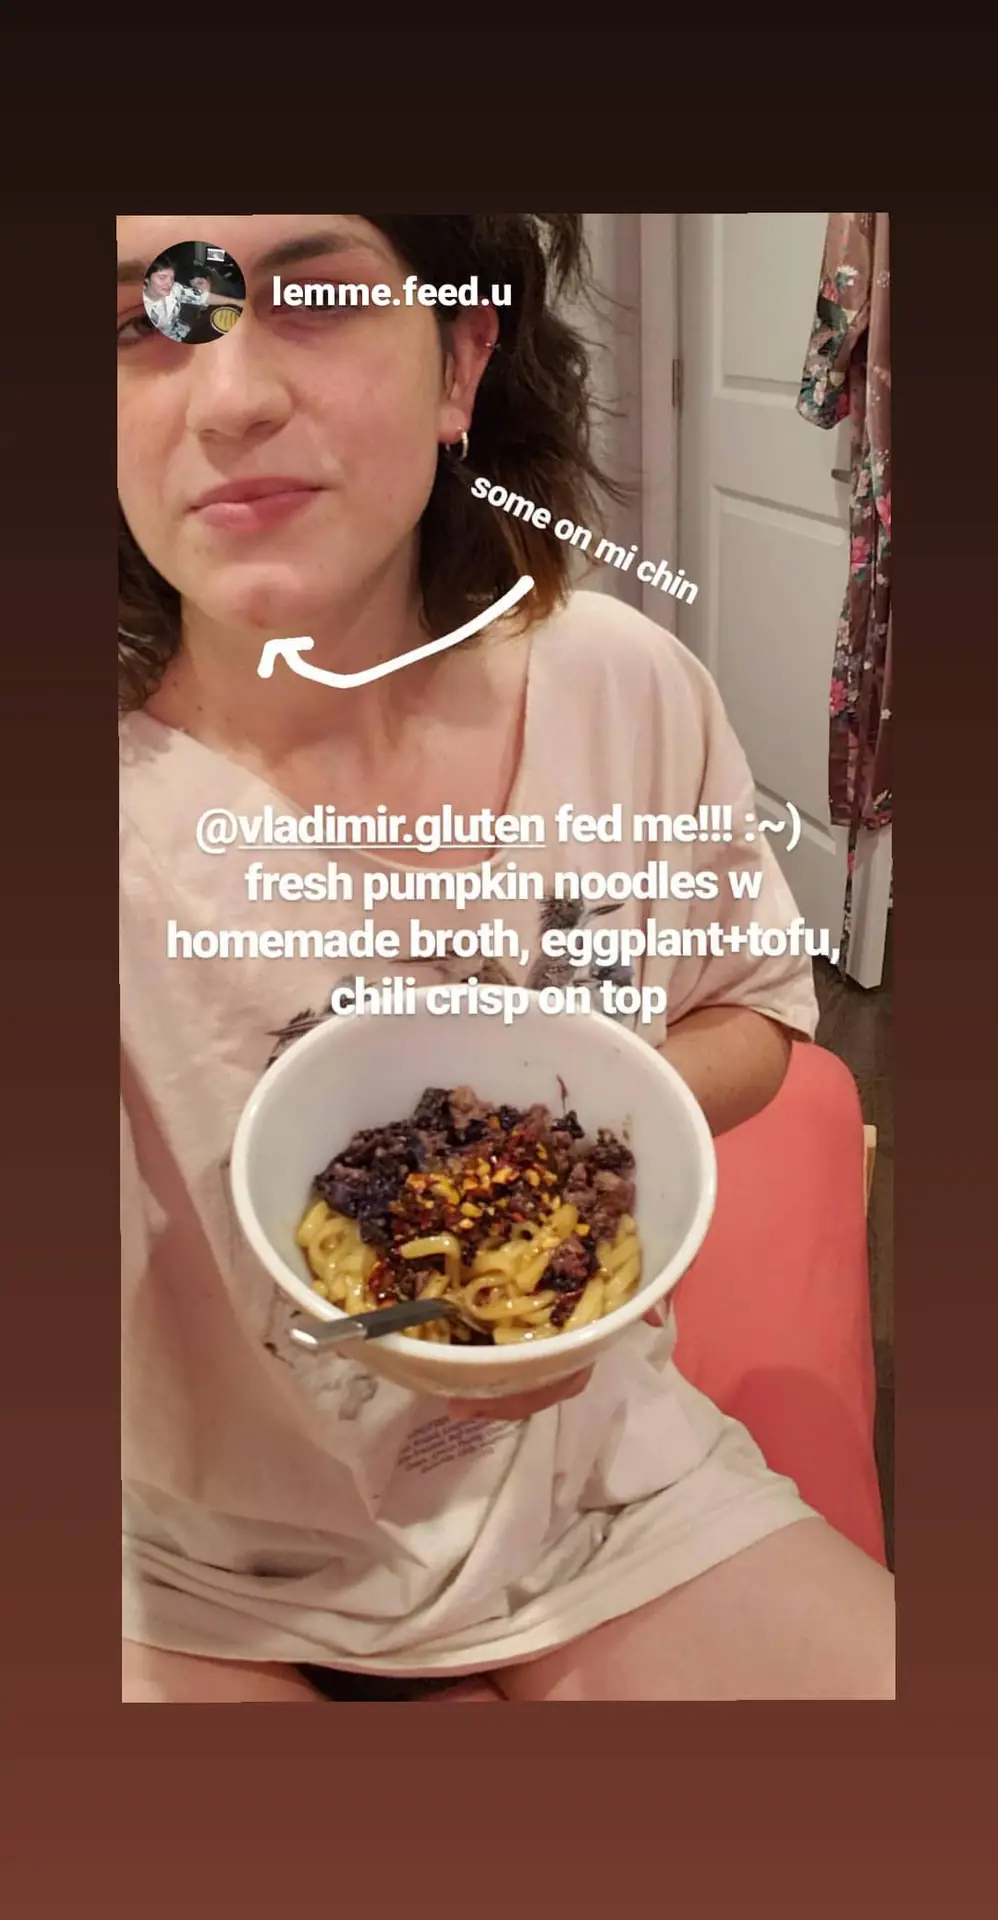 lemme.feed.u
some on mi chin
@vladimir.gluten fed me!!! :~)
fresh pumpkin noodles w
homemade broth, eggplant+tofu,
chili crisp on top